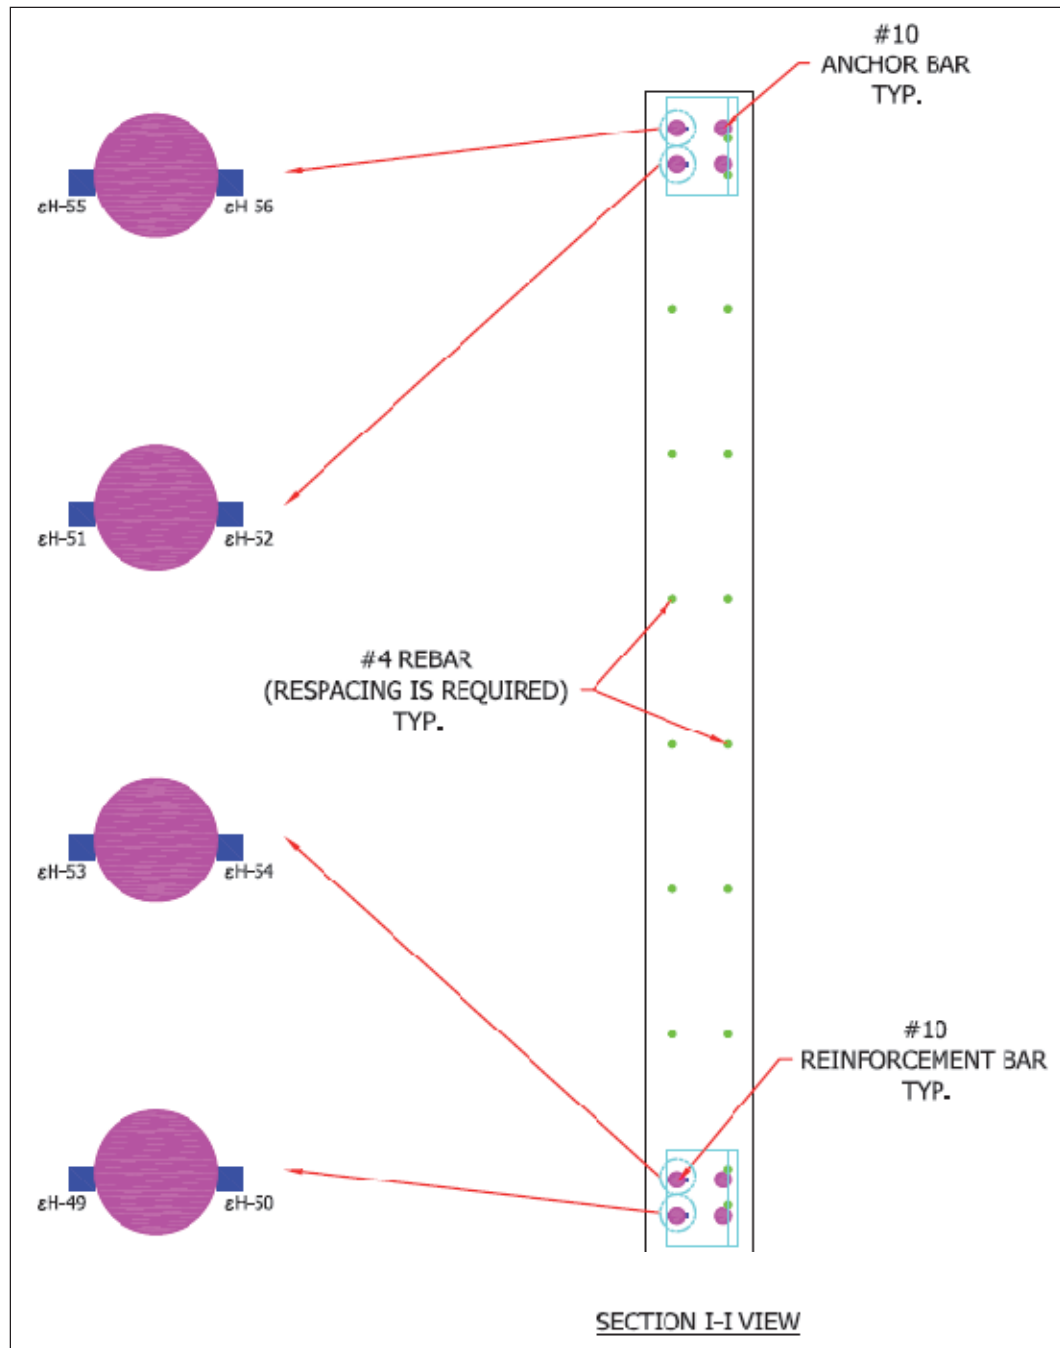 #10
ANCHOR BAR
TYP.
εH-55
εH-56
εH-51
εH-52
#4 REBAR
(RESPACING IS REQUIRED)
TYP.
εH-53
εH-54
#10
REINFORCEMENT BAR
TYP.
εH-49
εH-50
SECTION I-I VIEW